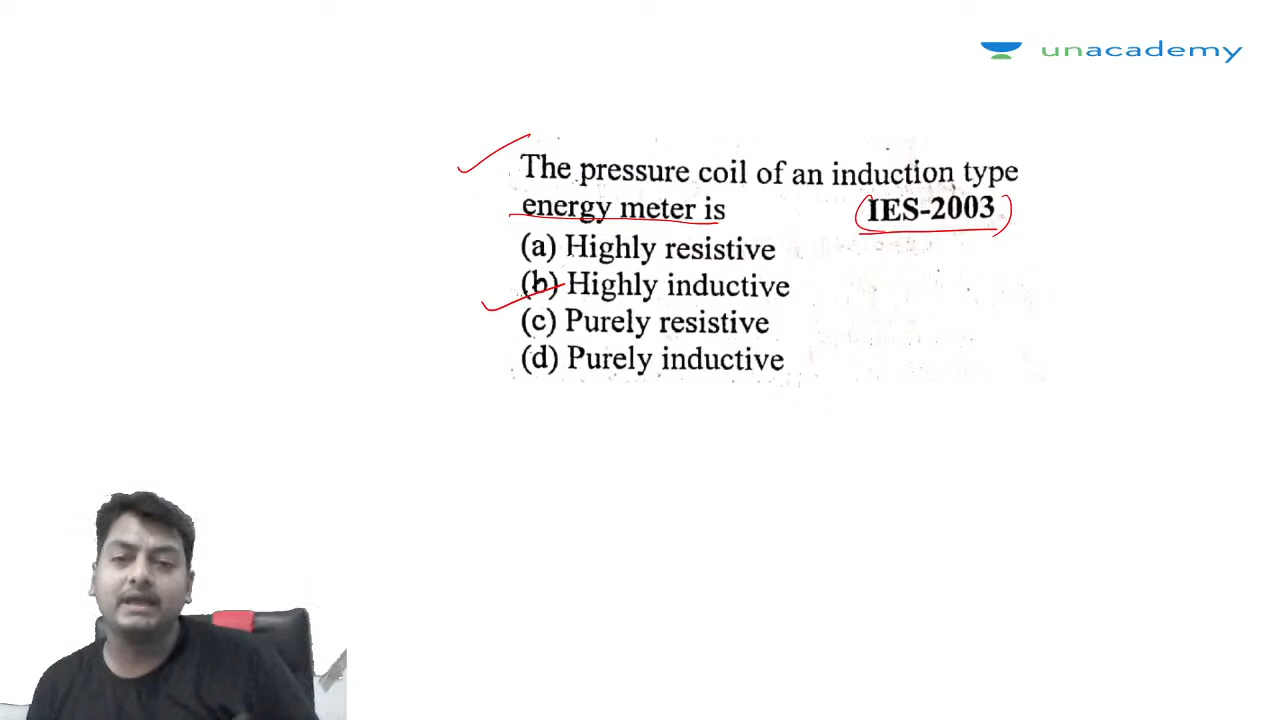 unacademy
The pressure coil of an induction type
energy meter is IES-2003
(a) Highly resistive
(b) Highly inductive
(c) Purely resistive
(d) Purely inductive